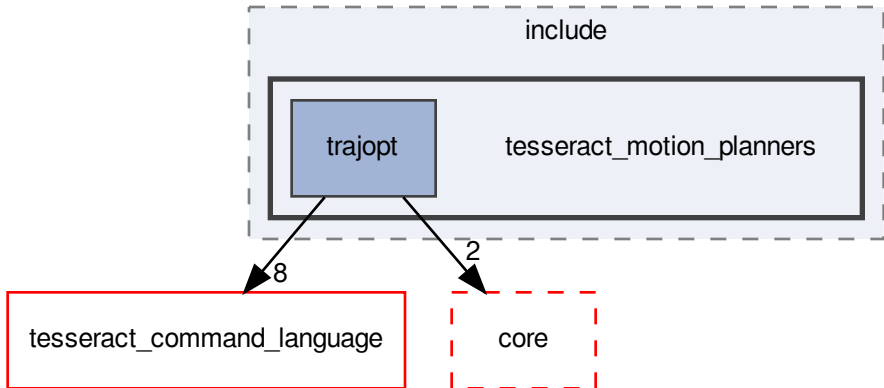 include
trajopt
tesseract_motion_planners
8
2
tesseract_command_language
core